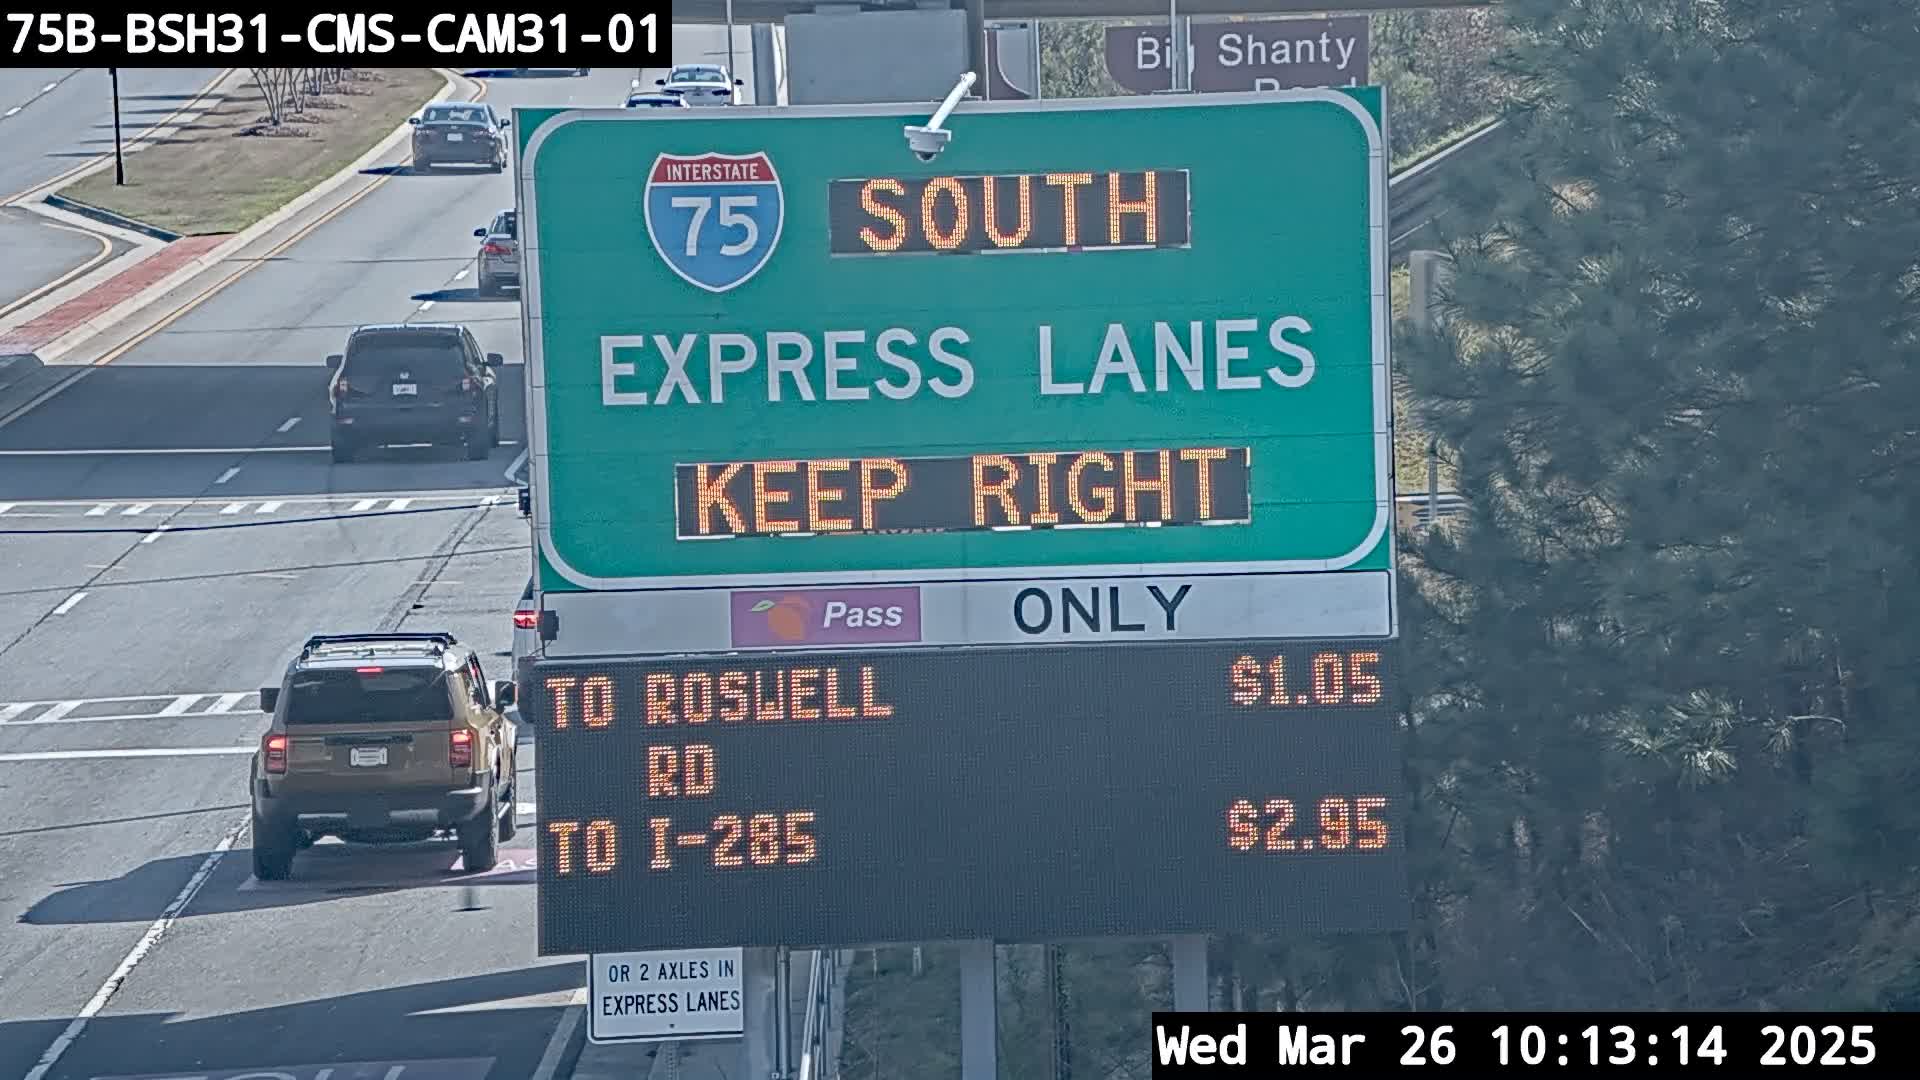 75B-BSH31-CMS-CAM31-01
Big Shanty
INTERSTATE
75
SOUTH
EXPRESS LANES
KEEP RIGHT
Pass ONLY
TO ROSWELL $1.05
RD
TO I-285 $2.95
OR 2 AXLES IN
EXPRESS LANES
Wed Mar 26 10:13:14 2025